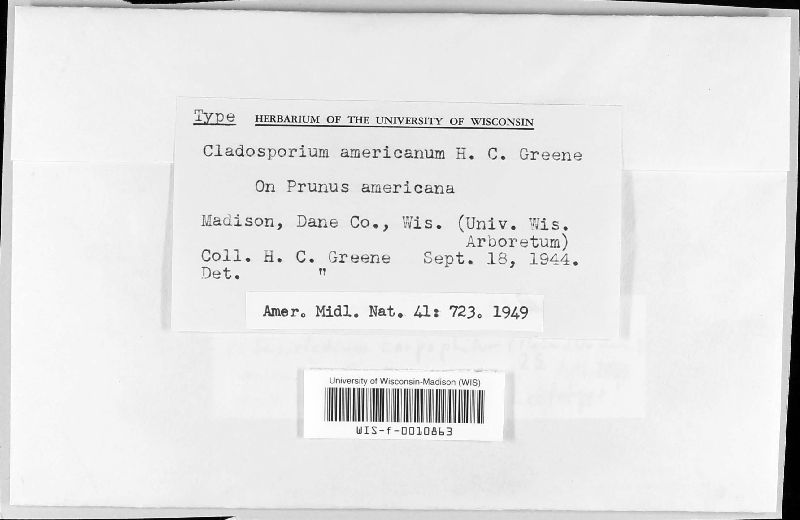 Type HERBARIUM OF THE UNIVERSITY OF WISCONSIN
Cladosporium americanum H. C. Greene
On Prunus americana
Madison, Dane Co., Wis. (Univ. Wis.
Arboretum)
Coll. H. C. Greene Sept. 18, 1944.
Det. "
Amer. Midl. Nat. 41: 723. 1949
University of Wisconsin-Madison (WIS)
WIS-f-0010863